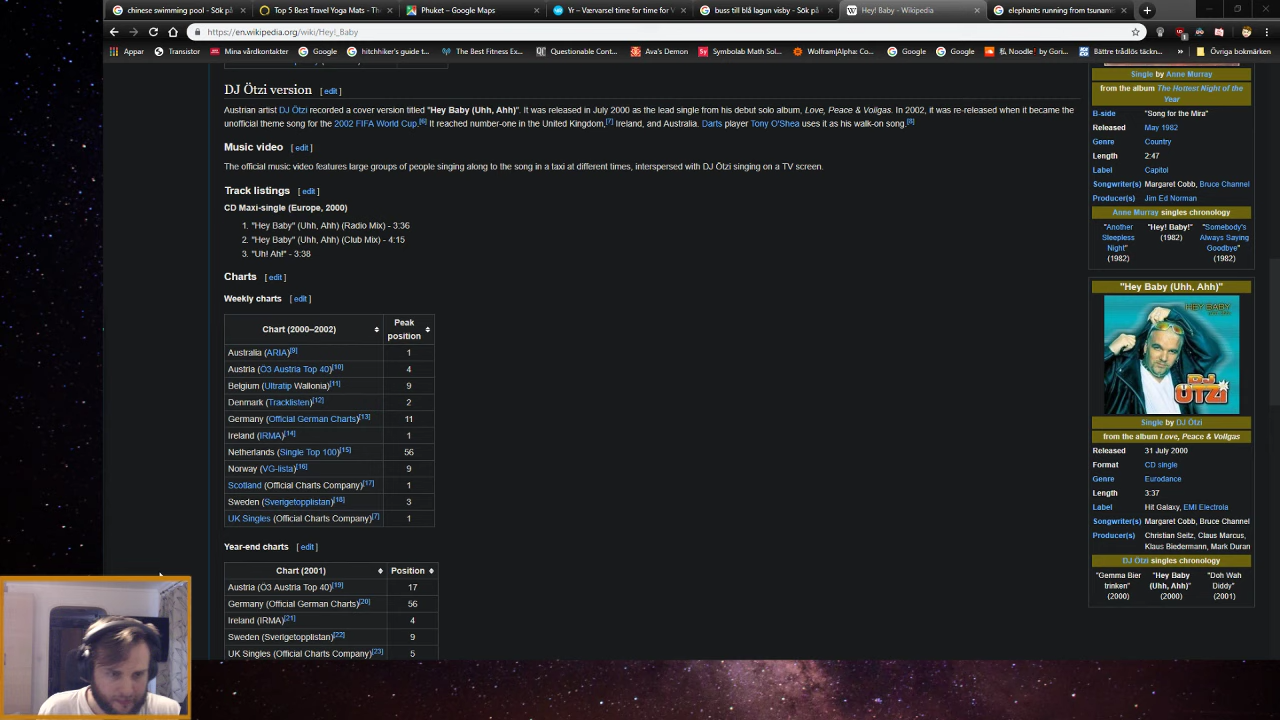 chinese swimming pool - Sök på
Top 5 Best Travel Yoga Mats - The
Phuket – Google Maps
Yr – Værvarsel time for time for V
buss till blå lagun visby - Sök på
Hey! Baby - Wikipedia
elephants running from tsunami
https://en.wikipedia.org/wiki/Hey!_Baby
Appar
Transistor
Mina vårdkontakter
Google
hitchhiker's guide t...
The Best Fitness Ex...
Questionable Cont...
Ava's Demon
Symbolab Math Sol...
Wolfram|Alpha: Co...
Google
Google
Noodle by Gori...
Bättre trådlös täckn...
»
Övriga bokmärken
DJ Ötzi version [ edit ]
Austrian artist DJ Ötzi recorded a cover version titled "Hey Baby (Uhh, Ahh)". It was released in July 2000 as the lead single from his debut solo album, Love, Peace & Vollgas. In 2002, it was re-released when it became the
unofficial theme song for the 2002 FIFA World Cup.[6] It reached number-one in the United Kingdom,[7] Ireland, and Australia. Darts player Tony O'Shea uses it as his walk-on song.[8]
Music video [ edit ]
The official music video features large groups of people singing along to the song in a taxi at different times, interspersed with DJ Ötzi singing on a TV screen.
Track listings [ edit ]
CD Maxi-single (Europe, 2000)
1. "Hey Baby" (Uhh, Ahh) (Radio Mix) - 3:36
2. "Hey Baby" (Uhh, Ahh) (Club Mix) - 4:15
3. "Uh! Ah!" - 3:38
Charts [ edit ]
Weekly charts [ edit ]
Chart (2000–2002) Peak position
Australia (ARIA)[9] 1
Austria (Ö3 Austria Top 40)[10] 4
Belgium (Ultratip Wallonia)[11] 9
Denmark (Tracklisten)[12] 2
Germany (Official German Charts)[13] 11
Ireland (IRMA)[14] 1
Netherlands (Single Top 100)[15] 56
Norway (VG-lista)[16] 9
Scotland (Official Charts Company)[17] 1
Sweden (Sverigetopplistan)[18] 3
UK Singles (Official Charts Company)[7] 1
Year-end charts [ edit ]
Chart (2001) Position
Austria (Ö3 Austria Top 40)[19] 17
Germany (Official German Charts)[20] 56
Ireland (IRMA)[21] 4
Sweden (Sverigetopplistan)[22] 9
UK Singles (Official Charts Company)[23] 5
Single by Anne Murray
from the album The Hottest Night of the
Year
B-side "Song for the Mira"
Released May 1982
Genre Country
Length 2:47
Label Capitol
Songwriter(s) Margaret Cobb, Bruce Channel
Producer(s) Jim Ed Norman
Anne Murray singles chronology
"Another Sleepless Night" (1982)
"Hey! Baby!" (1982)
"Somebody's Always Saying Goodbye" (1982)
"Hey Baby (Uhh, Ahh)"
HEY BABY
DJ ÖTZI
Single by DJ Ötzi
from the album Love, Peace & Vollgas
Released 31 July 2000
Format CD single
Genre Eurodance
Length 3:37
Label Hit Galaxy, EMI Electrola
Songwriter(s) Margaret Cobb, Bruce Channel
Producer(s) Christian Seitz, Claus Marcus,
Klaus Biedermann, Mark Duran
DJ Ötzi singles chronology
"Gemma Bier trinken" (2000)
"Hey Baby (Uhh, Ahh)" (2000)
"Doh Wah Diddy" (2001)